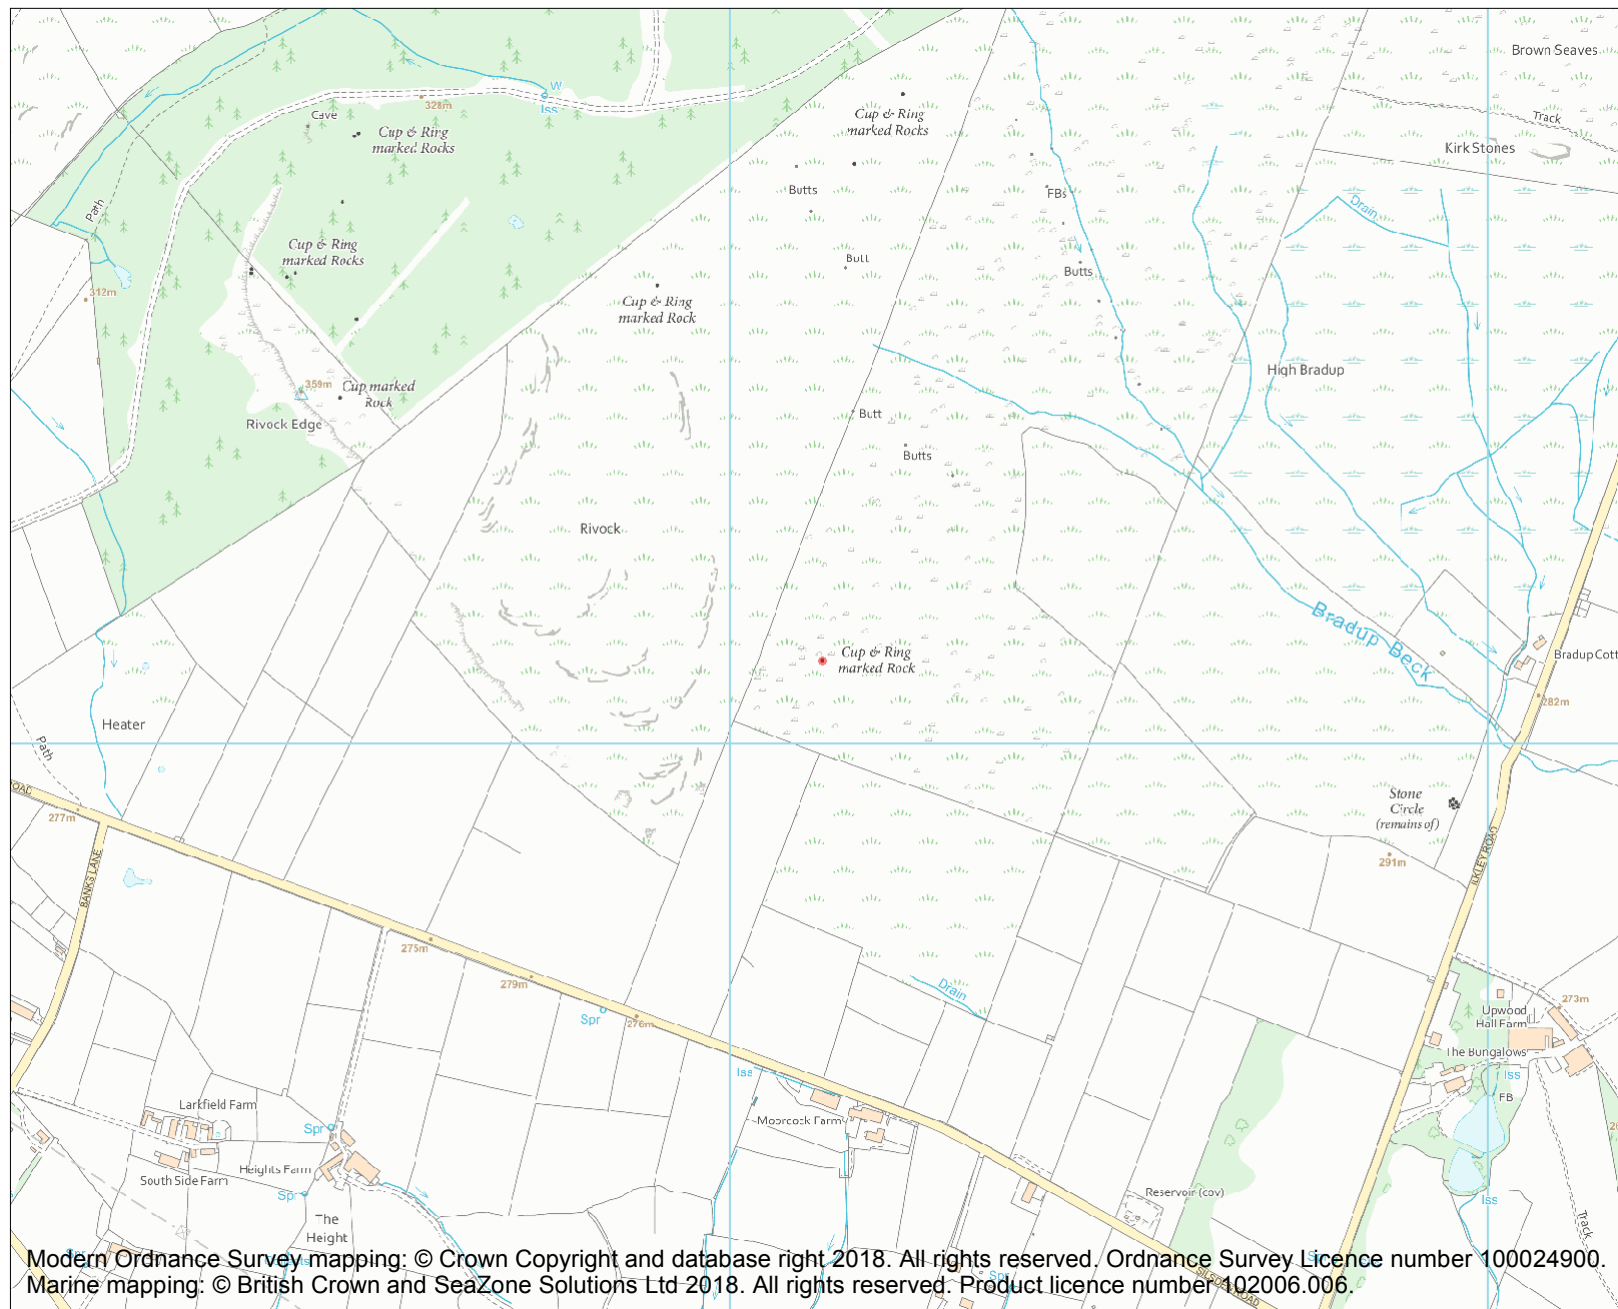 Brown Seaves
W
Iss
328m
Cave
Cup & Ring
marked Rocks
Cup & Ring
marked Rocks
Track
Kirk Stones
Butts
FBs
Path
Drain
Cup & Ring
marked Rocks
Butt
Butts
312m
Cup & Ring
marked Rock
High Bradup
359m
Cup marked
Rock
Rivock Edge
Butt
Butts
Rivock
Bradup Beck
Cup & Ring
marked Rock
Bradup Cott
282m
Heater
Path
OAD
277m
Stone
Circle
(remains of)
291m
ILKLEY ROAD
BANKS LANE
275m
279m
Drain
Spr
276m
273m
Upwood
Hall Farm
The Bungalows
Iss
Iss
FB
Larkfield Farm
Moorcock Farm
Spr
Heights Farm
South Side Farm
Spr
Reservoir (cov)
Iss
Track
The
Height
Spr
SILSDEN ROAD
Modern Ordnance Survey mapping: © Crown Copyright and database right 2018. All rights reserved. Ordnance Survey Licence number 100024900.
Marine mapping: © British Crown and SeaZone Solutions Ltd 2018. All rights reserved. Product licence number 102006.006.